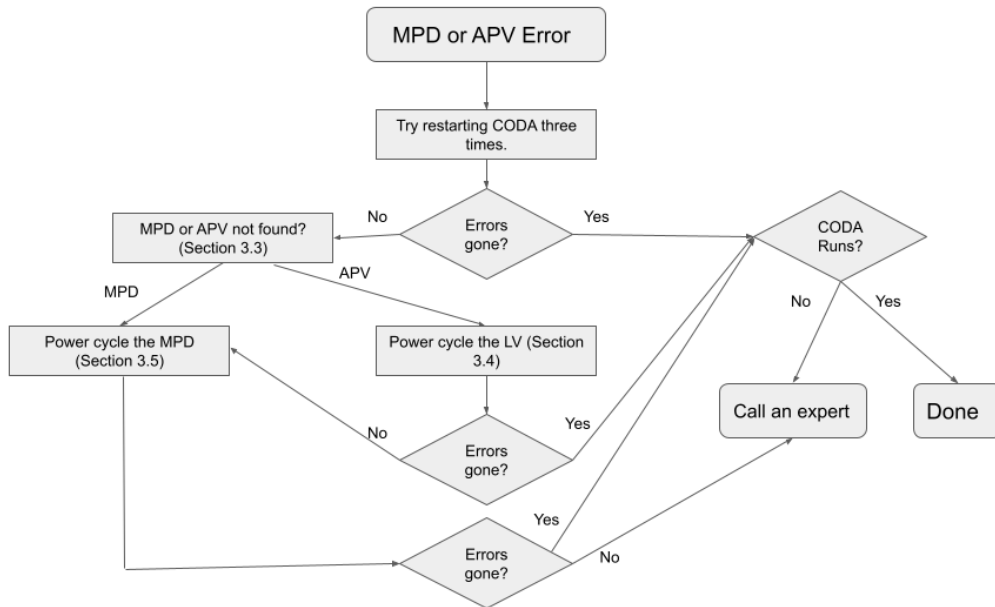 MPD or APV Error
Try restarting CODA three
times.
Errors
gone?
No
Yes
MPD or APV not found?
(Section 3.3)
CODA
Runs?
MPD
APV
No
Yes
Power cycle the MPD
(Section 3.5)
Power cycle the LV (Section
3.4)
Call an expert
Done
Errors
gone?
No
Yes
Errors
gone?
Yes
No